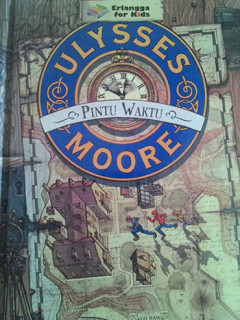 Erlangga
for Kids
ULYSSES
PINTU WAKTU
MOORE